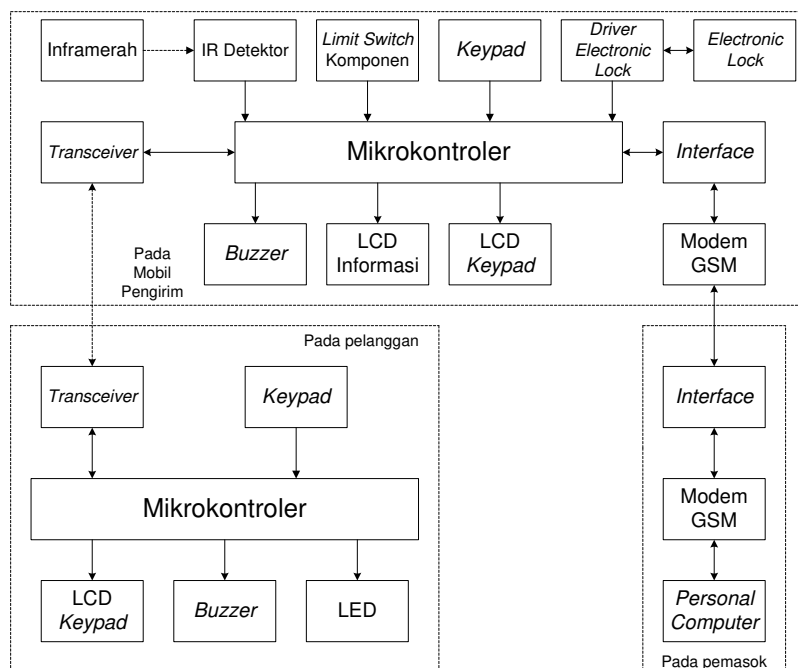 Inframerah
IR Detektor
Limit Switch
Komponen
Keypad
Driver
Electronic
Lock
Electronic
Lock
Transceiver
Mikrokontroler
Interface
Buzzer
LCD
Informasi
LCD
Keypad
Modem
GSM
Pada
Mobil
Pengirim
Pada pelanggan
Transceiver
Keypad
Interface
Mikrokontroler
Modem
GSM
LCD
Keypad
Buzzer
LED
Personal
Computer
Pada pemasok